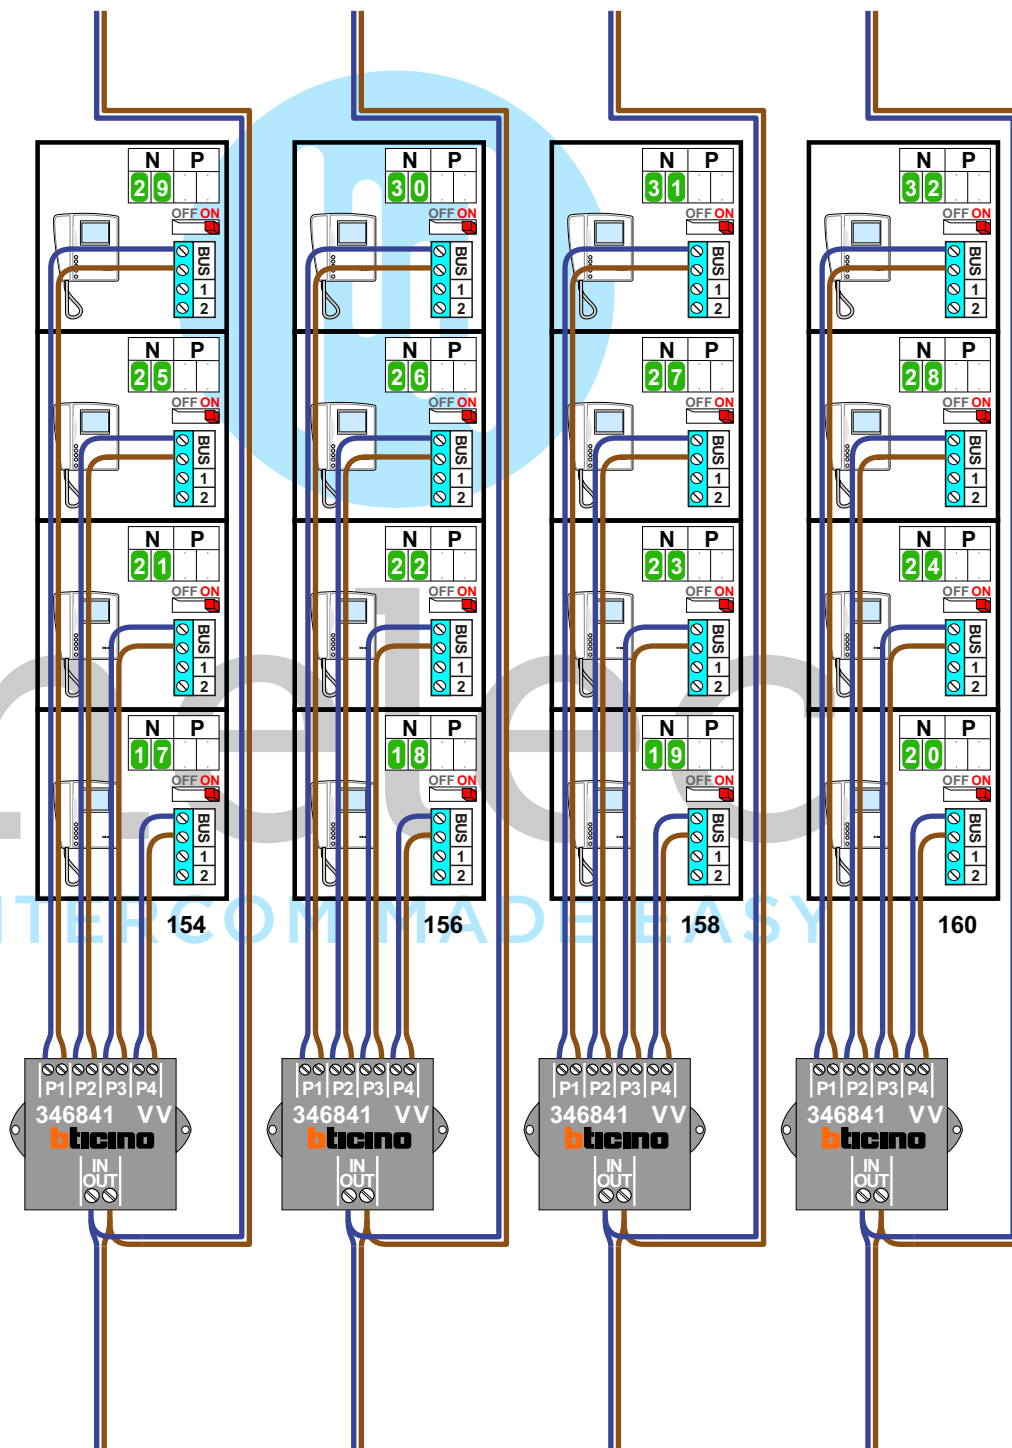 N P N P N P N P
2 9 3 0 3 1 3 2
OFF ON OFF ON OFF ON OFF ON
BUS BUS BUS BUS
1 1 1 1
2 2 2 2
N P N P N P N P
2 5 2 6 2 7 2 8
OFF ON OFF ON OFF ON OFF ON
BUS BUS BUS BUS
1 1 1 1
2 2 2 2
N P N P N P N P
2 1 2 2 2 3 2 4
OFF ON OFF ON OFF ON OFF ON
BUS BUS BUS BUS
1 1 1 1
2 2 2 2
N P N P N P N P
1 7 1 8 1 9 2 0
OFF ON OFF ON OFF ON OFF ON
BUS BUS BUS BUS
1 1 1 1
2 2 2 2
melec
NTERCOM MADE EASY
154 156 158 160
P1 P2 P3 P4 P1 P2 P3 P4 P1 P2 P3 P4 P1 P2 P3 P4
346841 VV 346841 VV 346841 VV 346841 VV
bticino bticino bticino bticino
IN IN IN IN
OUT OUT OUT OUT